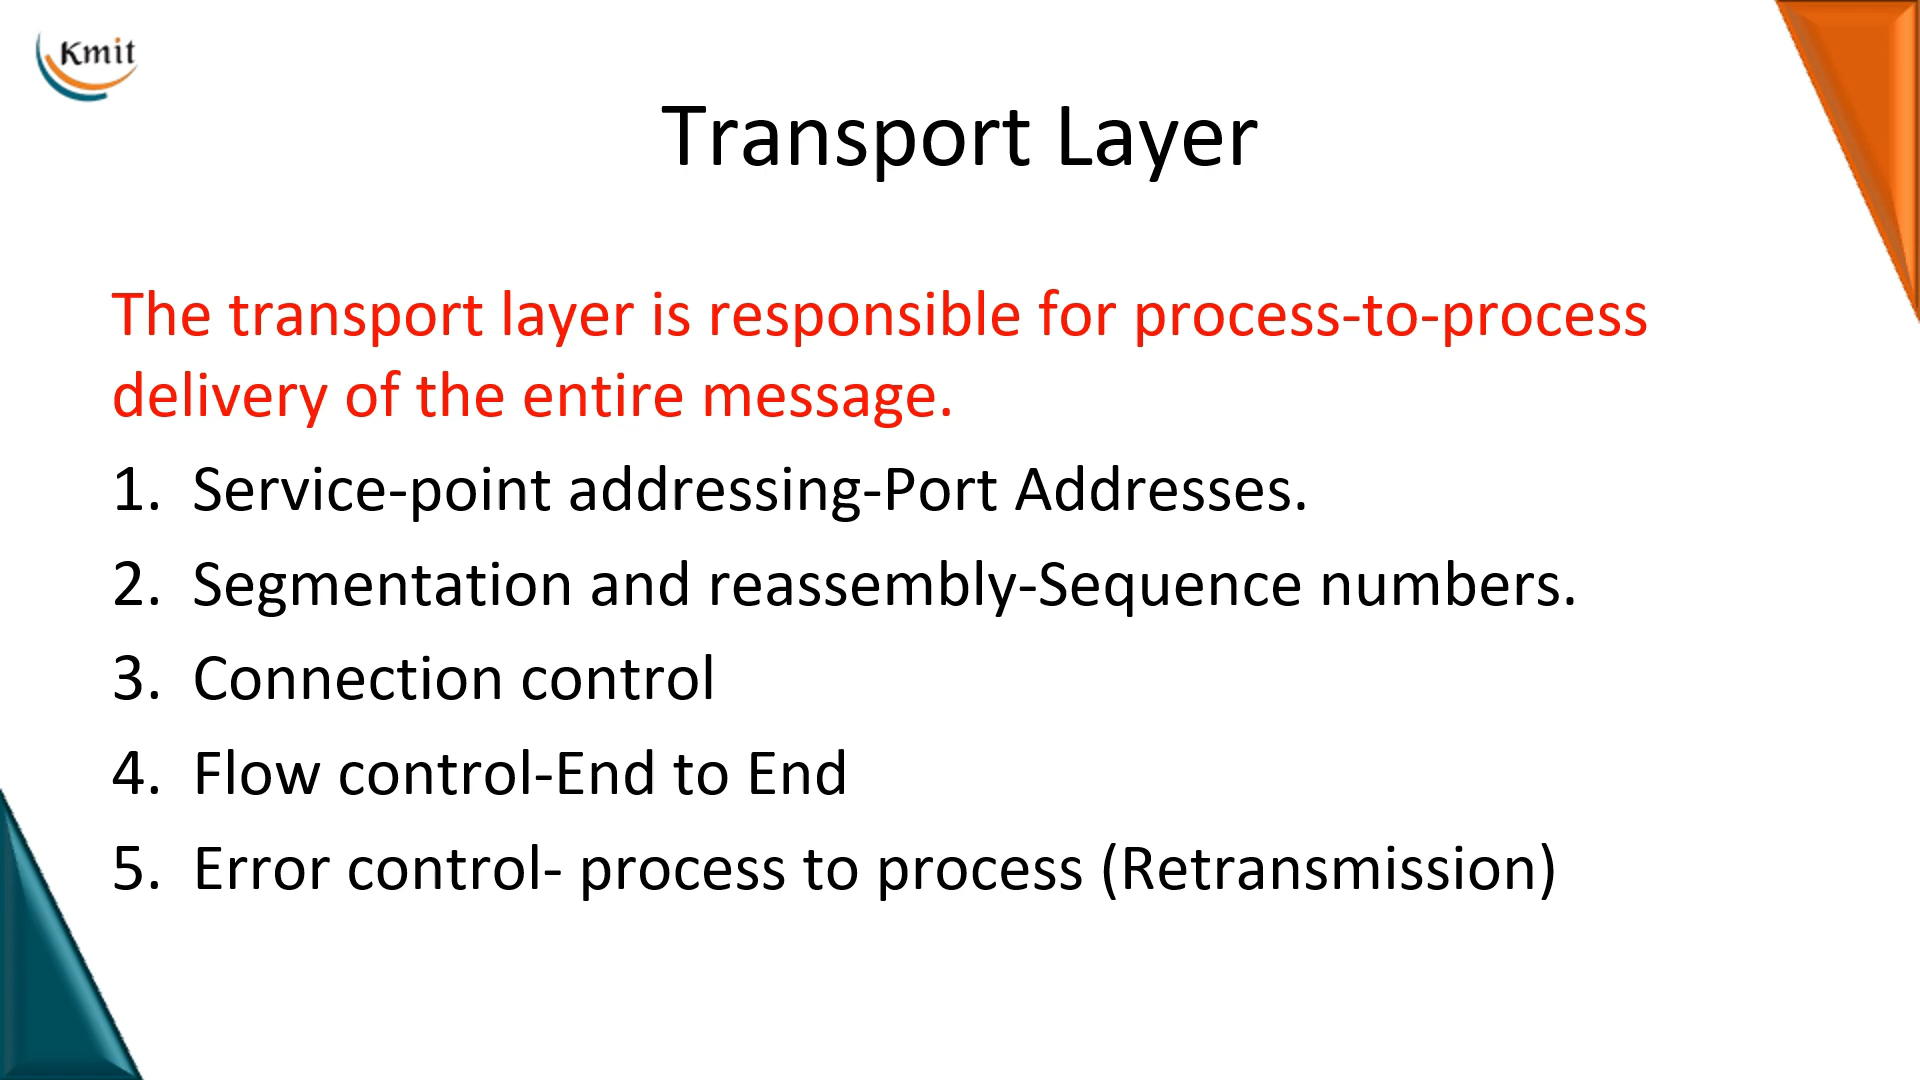 Kmit
Transport Layer
The transport layer is responsible for process-to-process
delivery of the entire message.
1. Service-point addressing-Port Addresses.
2. Segmentation and reassembly-Sequence numbers.
3. Connection control
4. Flow control-End to End
5. Error control- process to process (Retransmission)